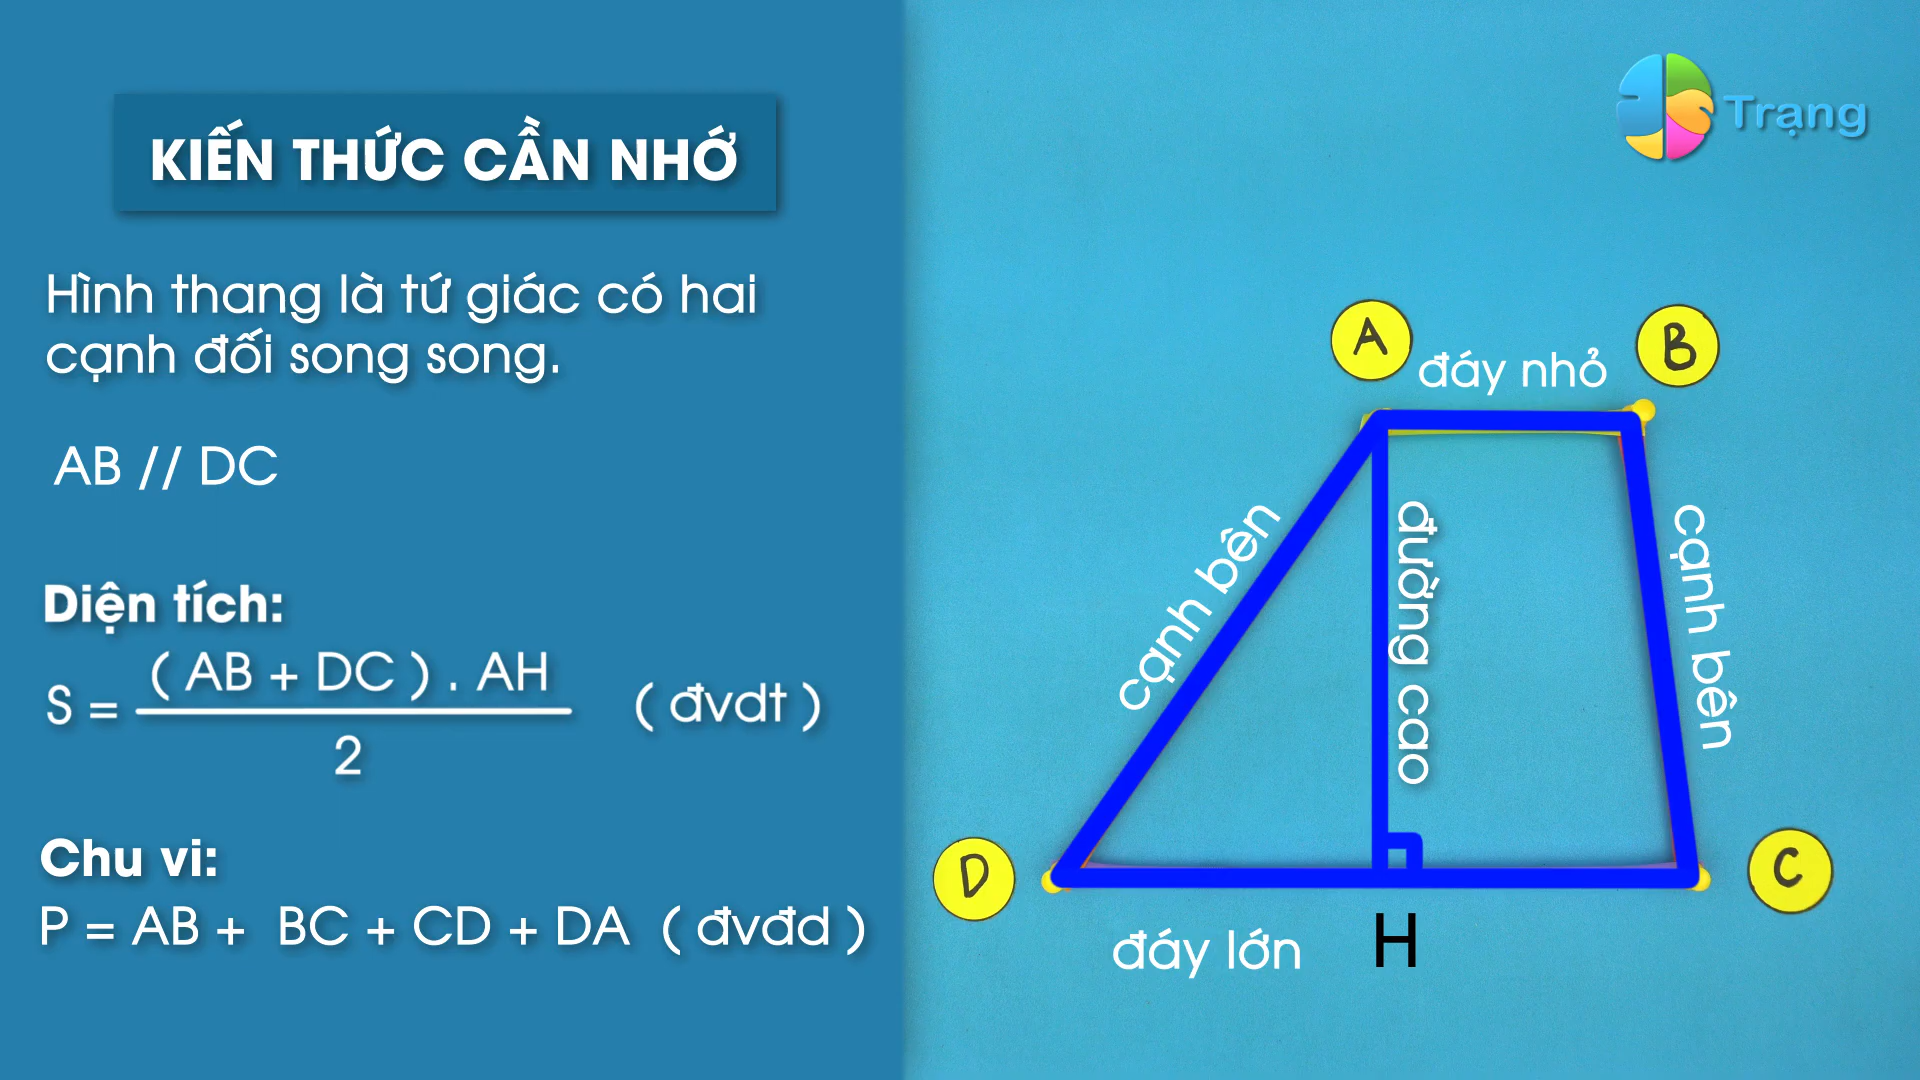 KIẾN THỨC CẦN NHỚ
Hình thang là tứ giác có hai
cạnh đối song song.
AB // DC
Diện tích:
S = ( AB + DC ) . AH / 2 ( đvdt )
Chu vi:
P = AB + BC + CD + DA ( đvđd )
Trạng
A
đáy nhỏ
B
cạnh bên
đường cao
cạnh bên
D
C
đáy lớn
H